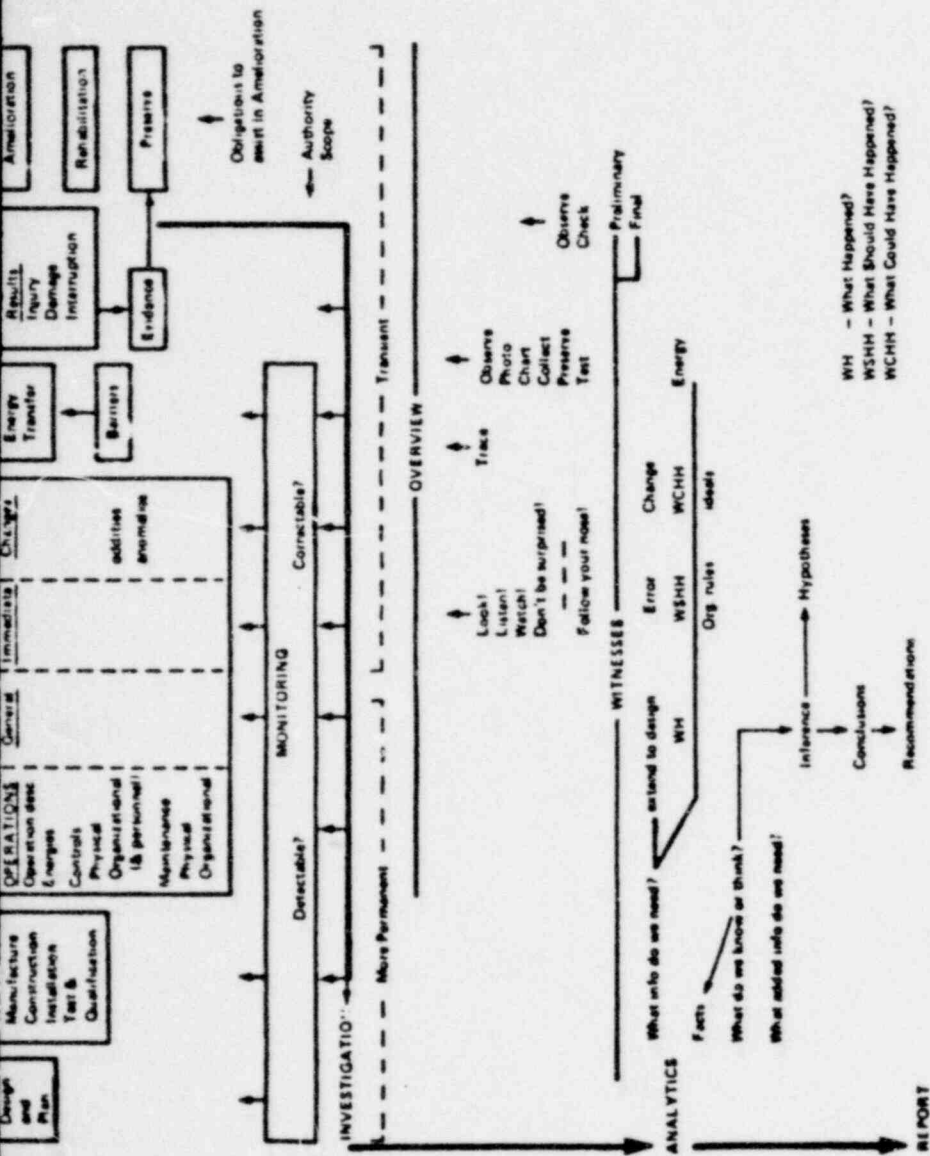 Design
and
Plan
Manufacture
Construction
Installation
Test &
Qualification
OPERATIONS
Operation desc
Energies
Controls
Physical
Organizational
(& personnel)
Maintenance
Physical
Organizational
General
Immediate
Changes
oddities
anomalies
Energy
Transfer
Barriers
Results
Injury
Damage
Interruption
Evidence
Amelioration
Rehabilitation
Preserve
Obligations to
assist in Amelioration
Authority
Scope
MONITORING
Detectable?
Correctable?
INVESTIGATIO
More Permanent
Transient
OVERVIEW
Look!
Listen!
Watch!
Don't be surprised!
Follow your nose!
Trace
Observe
Photo
Chart
Collect
Preserve
Test
Observe
Check
WITNESSES
Preliminary
Final
ANALYTICS
What info do we need?
extend to design
Error
Change
Energy
WH
WSHH
WCHH
Org. rules
ideals
Facts
What do we know or think?
What added info do we need?
Inference
Hypotheses
Conclusions
Recommendations
WH – What Happened?
WSHH – What Should Have Happened?
WCHH – What Could Have Happened?
REPORT